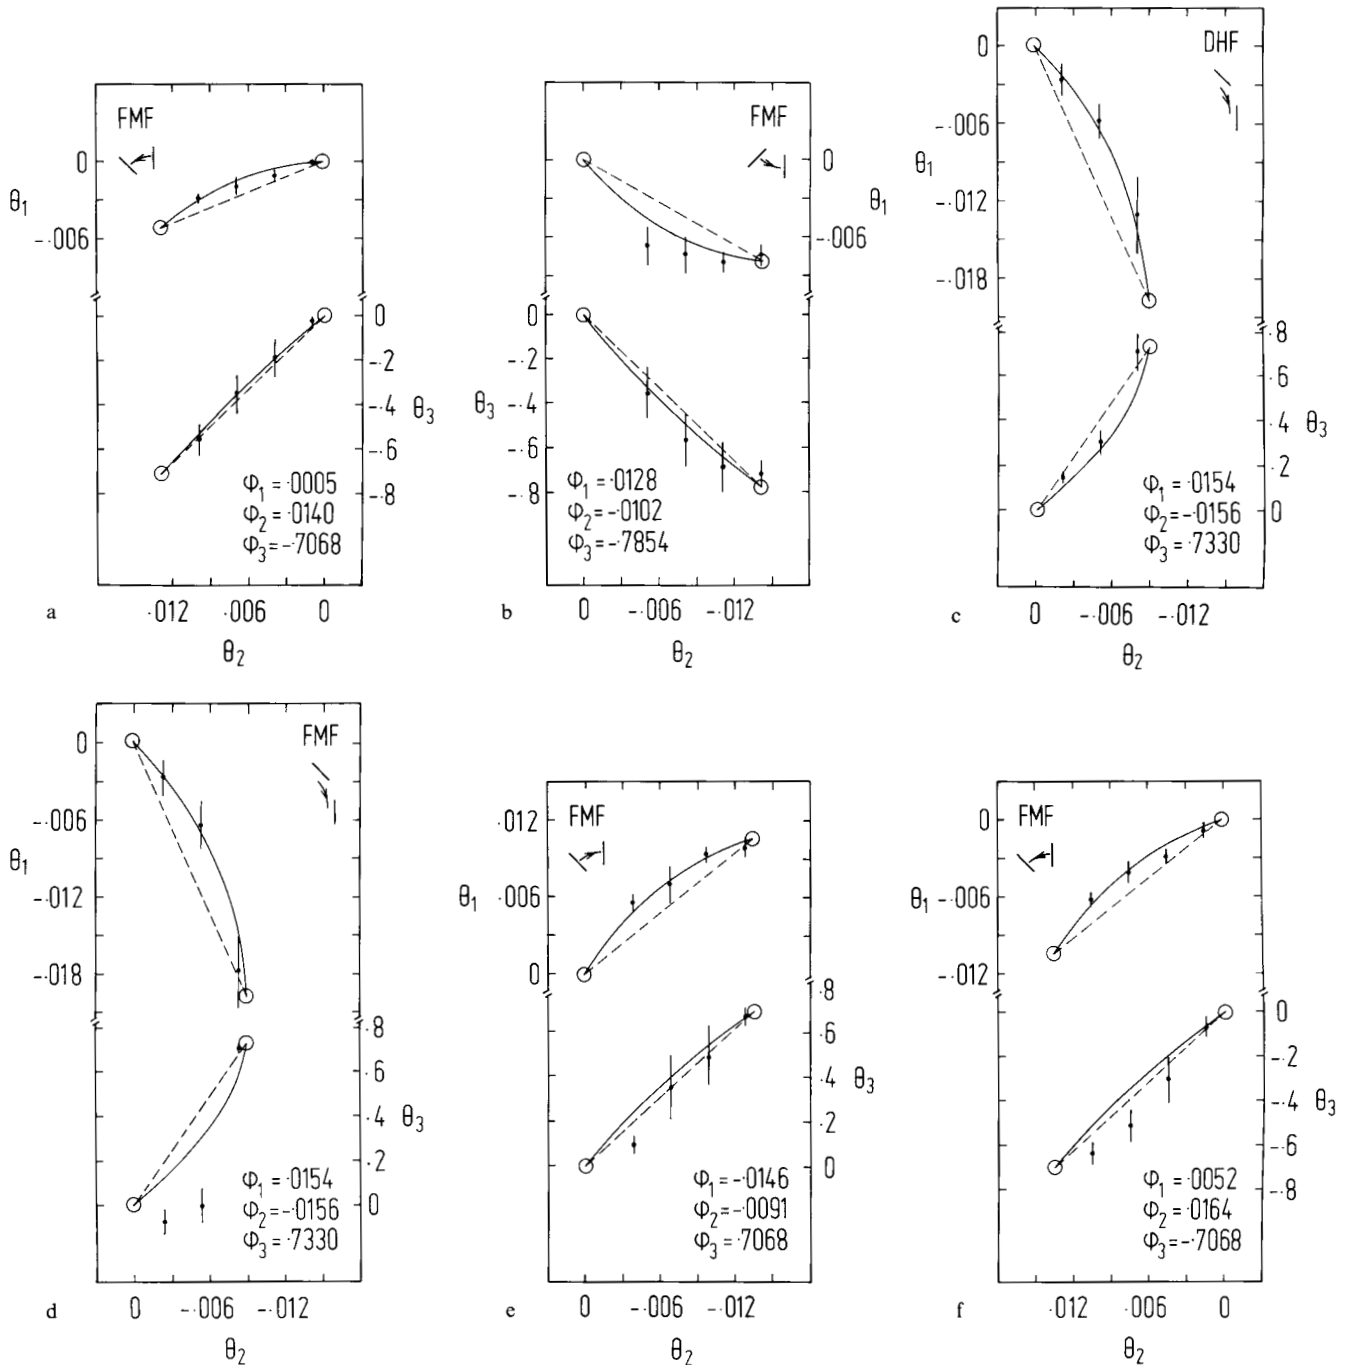 FMF
0
θ1
-.006
0
-.2
-.4 θ3
-.6
-.8
φ1 = .0005
φ2 = .0140
φ3 = -.7068
a
.012 .006 0
θ2
FMF
0
θ1
-.006
0
-.2
θ3 -.4
-.6
-.8
φ1 = .0128
φ2 = -.0102
φ3 = -.7854
b
0 -.006 -.012
θ2
DHF
0
-.006
θ1
-.012
-.018
.8
.6
.4 θ3
.2
0
φ1 = .0154
φ2 = -.0156
φ3 = .7330
c
0 -.006 -.012
θ2
FMF
0
-.006
θ1
-.012
-.018
.8
.6
.4 θ3
.2
0
φ1 = .0154
φ2 = -.0156
φ3 = .7330
d
0 -.006 -.012
θ2
FMF
.012
θ1 .006
0
.8
.6
.4 θ3
.2
0
φ1 = -.0146
φ2 = -.0091
φ3 = .7068
e
0 -.006 -.012
θ2
FMF
0
θ1 -.006
-.012
0
-.2
-.4 θ3
-.6
-.8
φ1 = .0052
φ2 = .0164
φ3 = -.7068
f
.012 .006 0
θ2